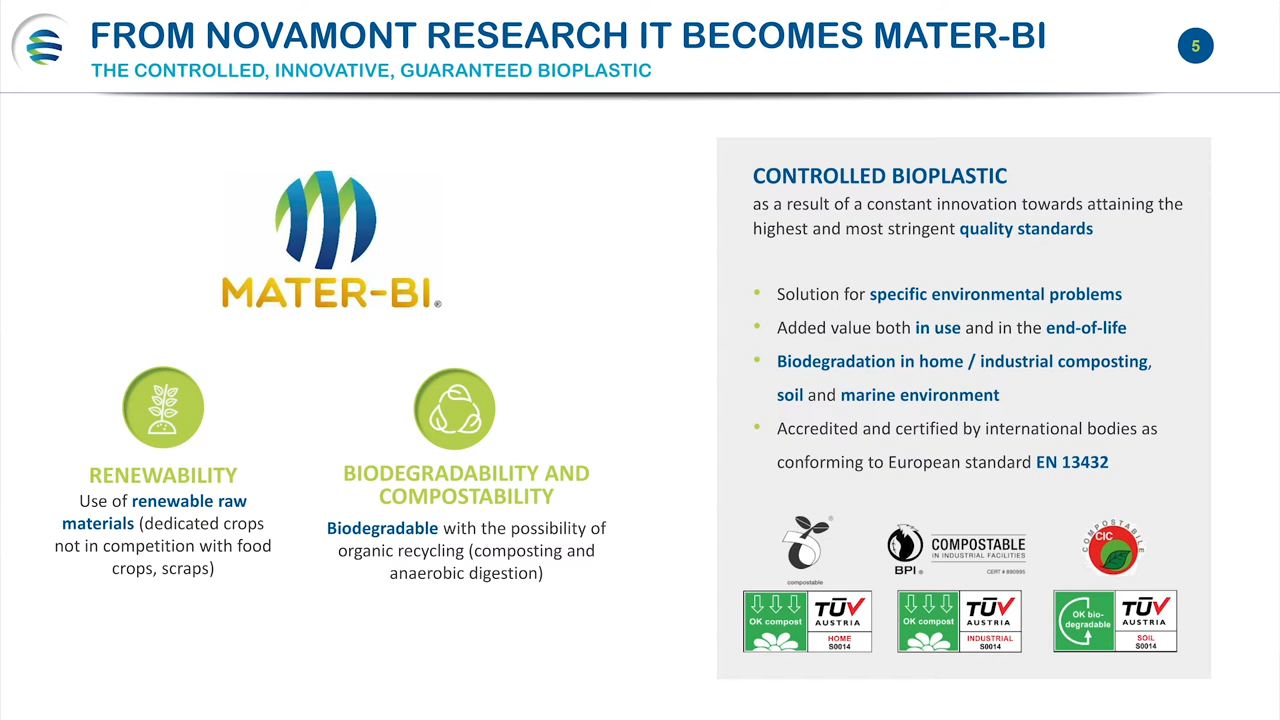 FROM NOVAMONT RESEARCH IT BECOMES MATER-BI
THE CONTROLLED, INNOVATIVE, GUARANTEED BIOPLASTIC
5
MATER-BI®
RENEWABILITY
Use of renewable raw
materials (dedicated crops
not in competition with food
crops, scraps)
BIODEGRADABILITY AND
COMPOSTABILITY
Biodegradable with the possibility of
organic recycling (composting and
anaerobic digestion)
CONTROLLED BIOPLASTIC
as a result of a constant innovation towards attaining the
highest and most stringent quality standards
• Solution for specific environmental problems
• Added value both in use and in the end-of-life
• Biodegradation in home / industrial composting,
soil and marine environment
• Accredited and certified by international bodies as
conforming to European standard EN 13432
®
compostable
BPI®
COMPOSTABLE
IN INDUSTRIAL FACILITIES
CERT # 890995
COMPOSTABILE
CIC
OK compost
TÜV
AUSTRIA
HOME
S0014
OK compost
TÜV
AUSTRIA
INDUSTRIAL
S0014
OK bio-
degradable
TÜV
AUSTRIA
SOIL
S0014